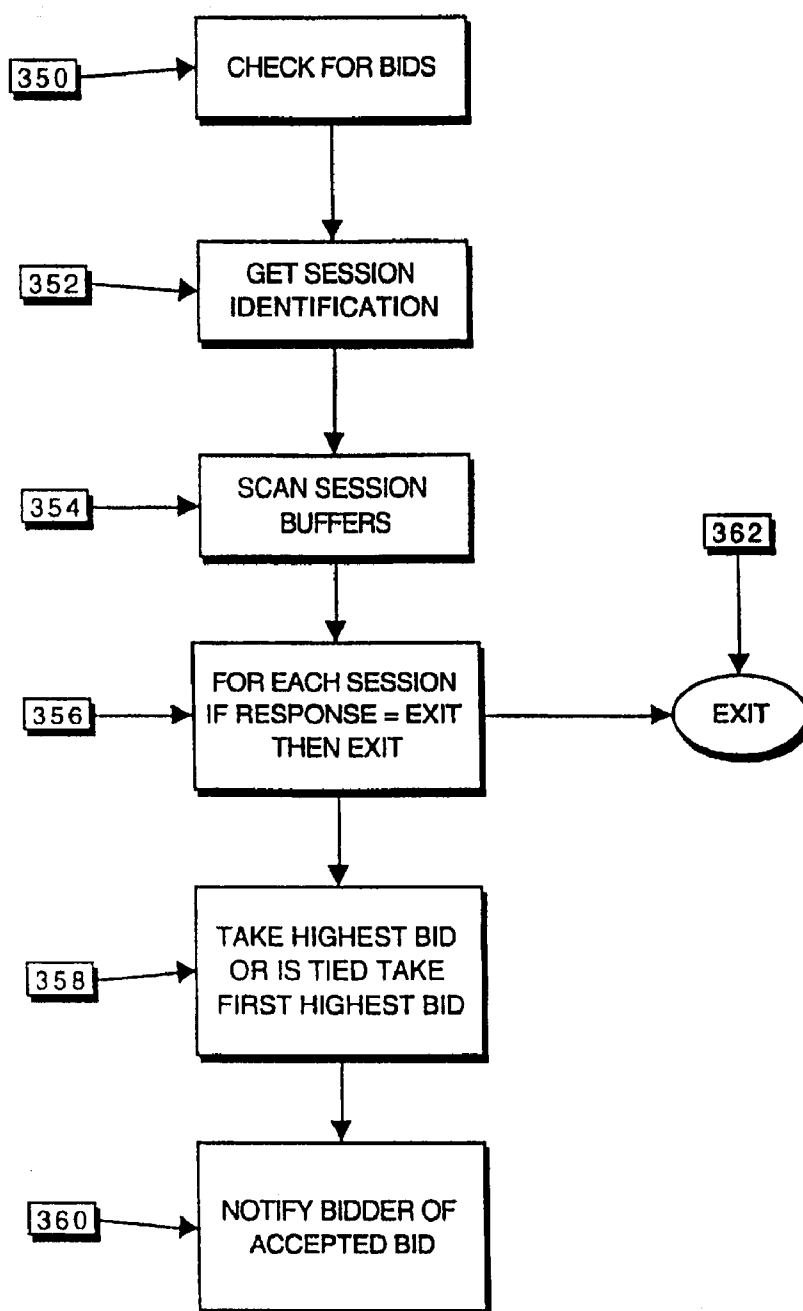 350
CHECK FOR BIDS
352
GET SESSION
IDENTIFICATION
354
SCAN SESSION
BUFFERS
362
356
FOR EACH SESSION
IF RESPONSE = EXIT
THEN EXIT
EXIT
358
TAKE HIGHEST BID
OR IS TIED TAKE
FIRST HIGHEST BID
360
NOTIFY BIDDER OF
ACCEPTED BID